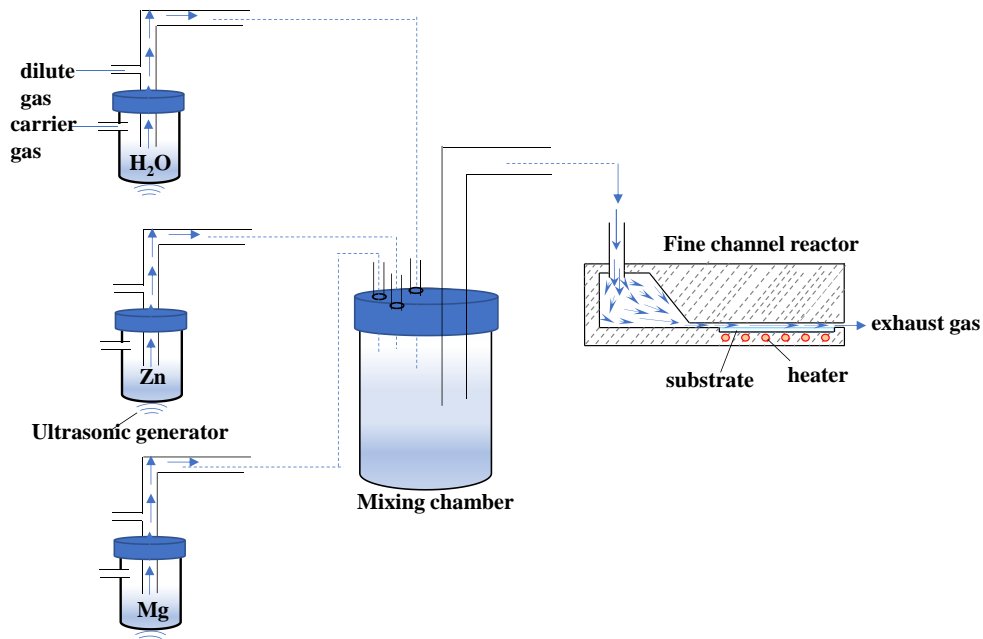 dilute
gas
carrier
gas
H₂O
Fine channel reactor
exhaust gas
substrate
heater
Zn
Ultrasonic generator
Mixing chamber
Mg